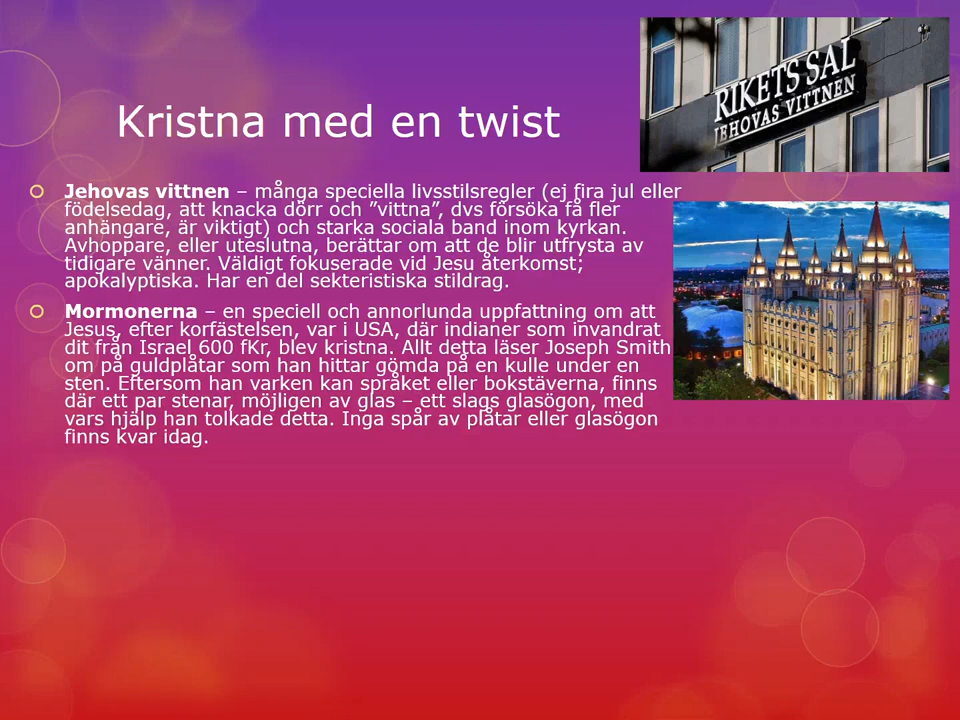 Kristna med en twist
RIKETS SAL
JEHOVAS VITTNEN
Jehovas vittnen – många speciella livsstilsregler (ej fira jul eller
födelsedag, att knacka dörr och ”vittna”, dvs försöka få fler
anhängare, är viktigt) och starka sociala band inom kyrkan.
Avhoppare, eller uteslutna, berättar om att de blir utfrysta av
tidigare vänner. Väldigt fokuserade vid Jesu återkomst;
apokalyptiska. Har en del sekteristiska stildrag.
Mormonerna – en speciell och annorlunda uppfattning om att
Jesus, efter korfästelsen, var i USA, där indianer som invandrat
dit från Israel 600 fKr, blev kristna. Allt detta läser Joseph Smith
om på guldplåtar som han hittar gömda på en kulle under en
sten. Eftersom han varken kan språket eller bokstäverna, finns
där ett par stenar, möjligen av glas – ett slags glasögon, med
vars hjälp han tolkade detta. Inga spår av plåtar eller glasögon
finns kvar idag.